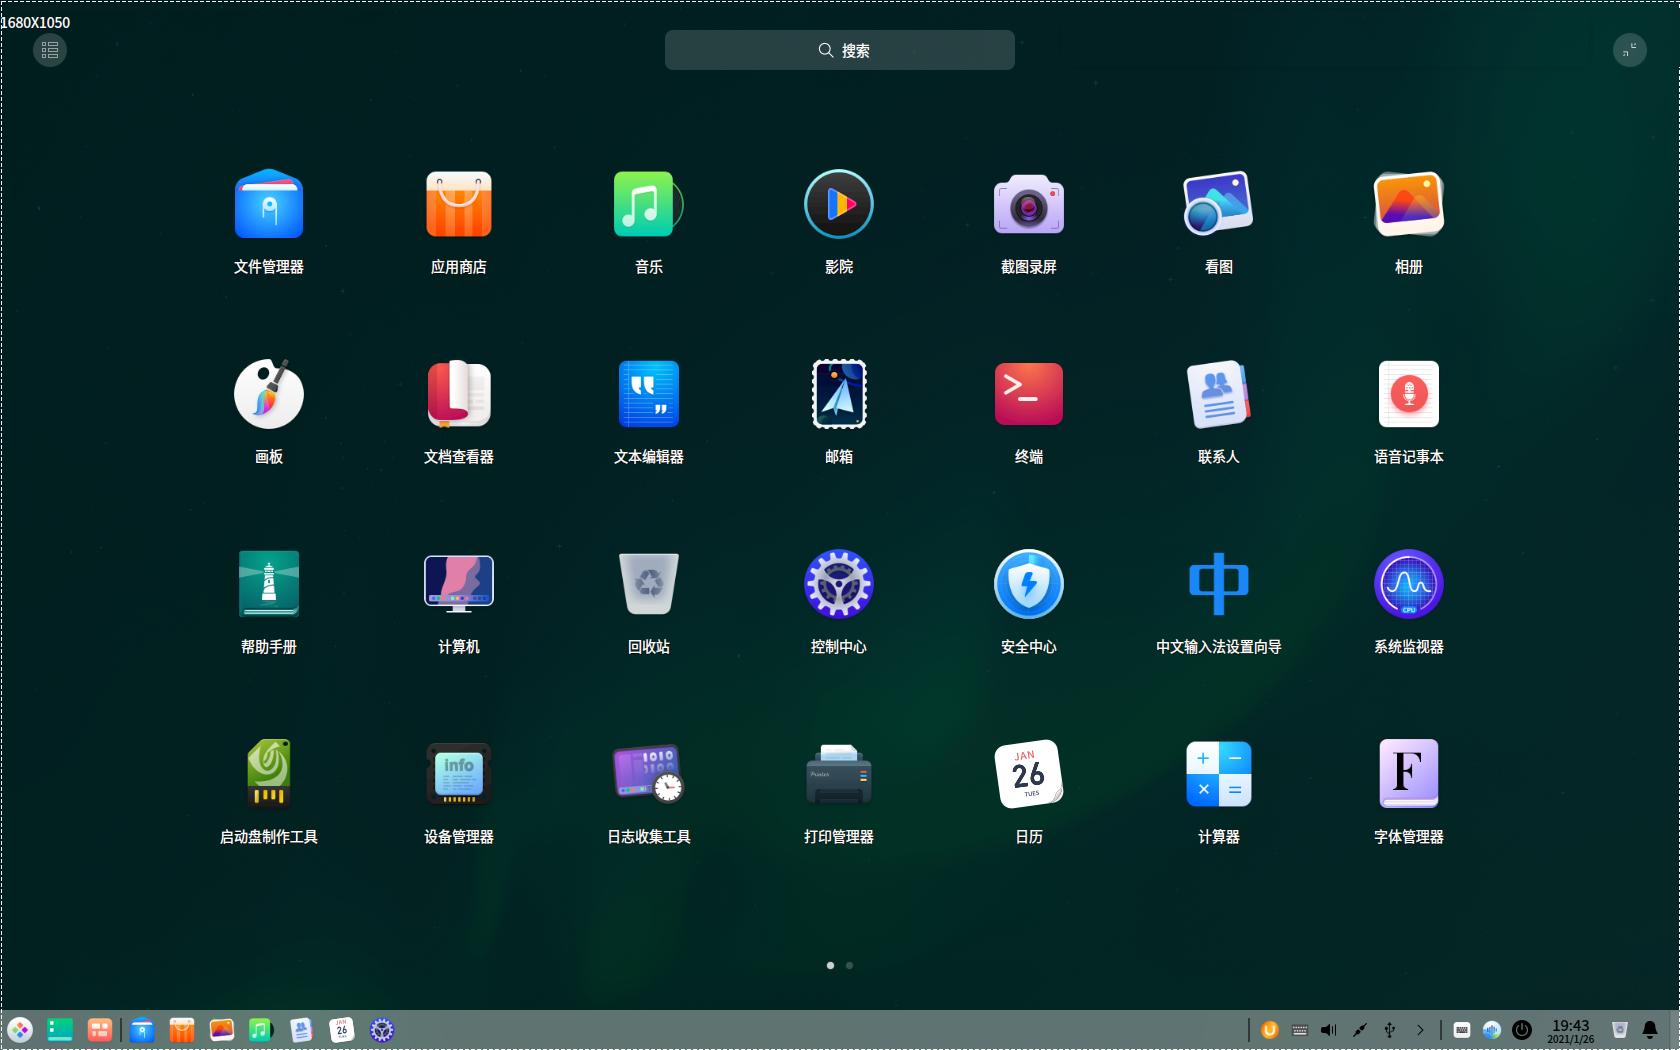 1680X1050
搜索
文件管理器 应用商店 音乐 影院 截图录屏 看图 相册
画板 文档查看器 文本编辑器 邮箱 终端 联系人 语音记事本
帮助手册 计算机 回收站 控制中心 安全中心 中文输入法设置向导 系统监视器
中
CPU
info
1010
JAN
26
TUES
F
启动盘制作工具 设备管理器 日志收集工具 打印管理器 日历 计算器 字体管理器
JAN
26
19:43
2021/1/26